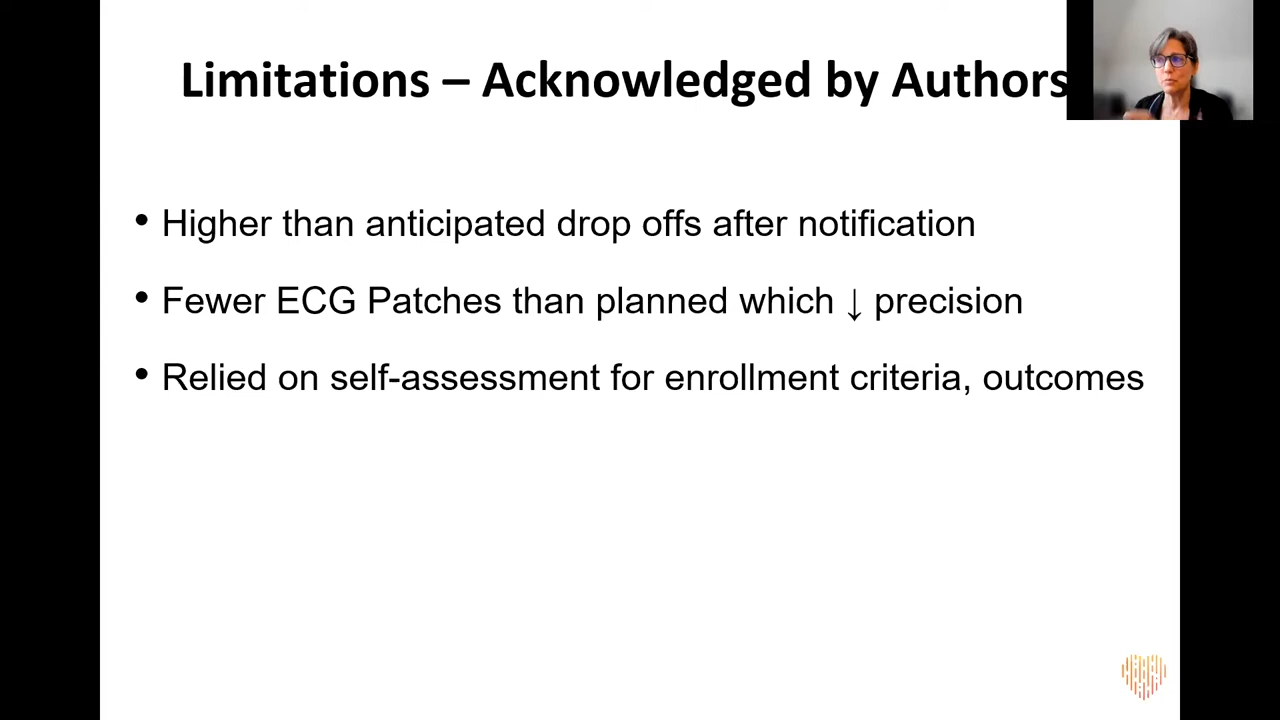 Limitations – Acknowledged by Authors
• Higher than anticipated drop offs after notification
• Fewer ECG Patches than planned which ↓ precision
• Relied on self-assessment for enrollment criteria, outcomes